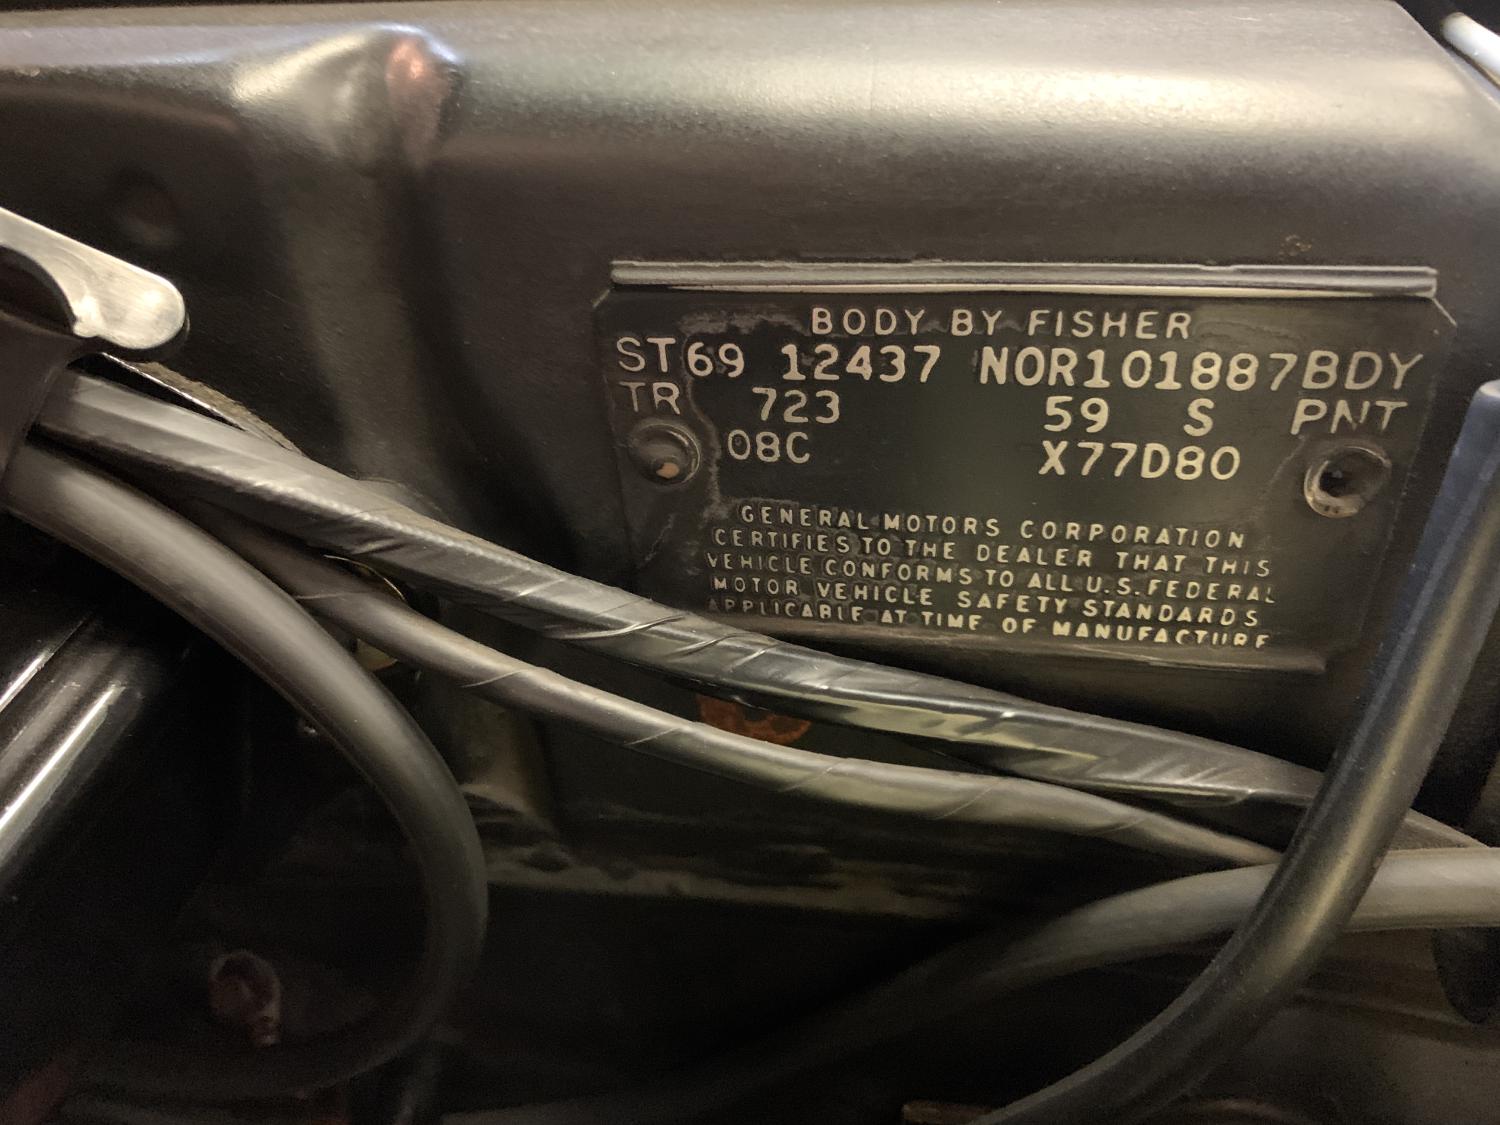 BODY BY FISHER
ST69 12437 NOR101887BDY
TR 723 59 S PNT
08C X77D80
GENERAL MOTORS CORPORATION
CERTIFIES TO THE DEALER THAT THIS
VEHICLE CONFORMS TO ALL U.S. FEDERAL
MOTOR VEHICLE SAFETY STANDARDS
APPLICABLE AT TIME OF MANUFACTURE